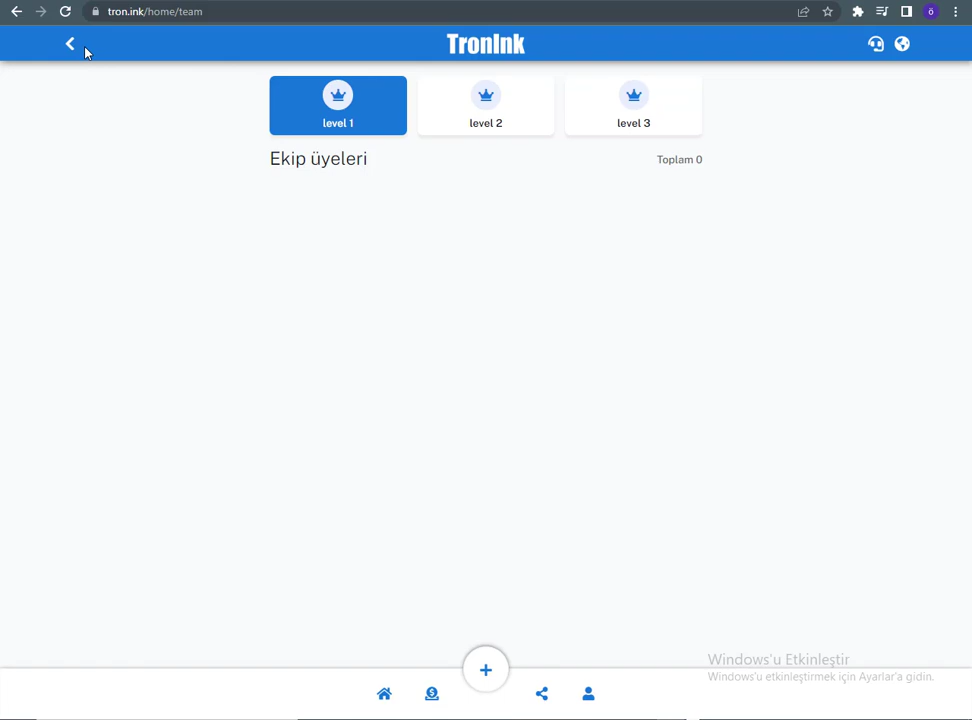 tron.ink/home/team
ö
TronInk
level 1
level 2
level 3
Ekip üyeleri
Toplam 0
Windows'u Etkinleştir
Windows'u etkinleştirmek için Ayarlar'a gidin.